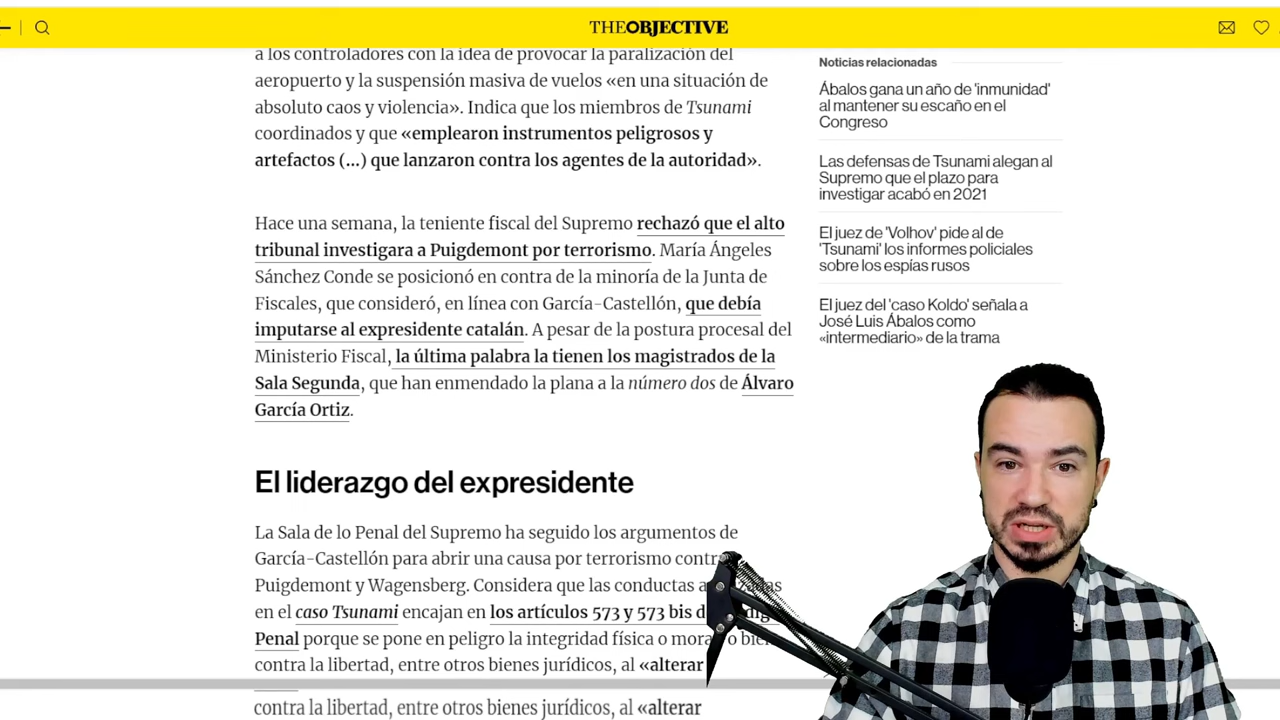 THEOBJECTIVE
a los controladores con la idea de provocar la paralización del
aeropuerto y la suspensión masiva de vuelos «en una situación de
absoluto caos y violencia». Indica que los miembros de Tsunami
coordinados y que «emplearon instrumentos peligrosos y
artefactos (...) que lanzaron contra los agentes de la autoridad».
Hace una semana, la teniente fiscal del Supremo rechazó que el alto
tribunal investigara a Puigdemont por terrorismo. María Ángeles
Sánchez Conde se posicionó en contra de la minoría de la Junta de
Fiscales, que consideró, en línea con García-Castellón, que debía
imputarse al expresidente catalán. A pesar de la postura procesal del
Ministerio Fiscal, la última palabra la tienen los magistrados de la
Sala Segunda, que han enmendado la plana a la número dos de Álvaro
García Ortiz.
El liderazgo del expresidente
La Sala de lo Penal del Supremo ha seguido los argumentos de
García-Castellón para abrir una causa por terrorismo contra
Puigdemont y Wagensberg. Considera que las conductas
en el caso Tsunami encajan en los artículos 573 y 573 bis
Penal porque se pone en peligro la integridad física o moral o bien
contra la libertad, entre otros bienes jurídicos, al «alterar
contra la libertad, entre otros bienes jurídicos, al «alterar
Noticias relacionadas
Ábalos gana un año de 'inmunidad'
al mantener su escaño en el
Congreso
Las defensas de Tsunami alegan al
Supremo que el plazo para
investigar acabó en 2021
El juez de 'Volhov' pide al de
'Tsunami' los informes policiales
sobre los espías rusos
El juez del 'caso Koldo' señala a
José Luis Ábalos como
«intermediario» de la trama